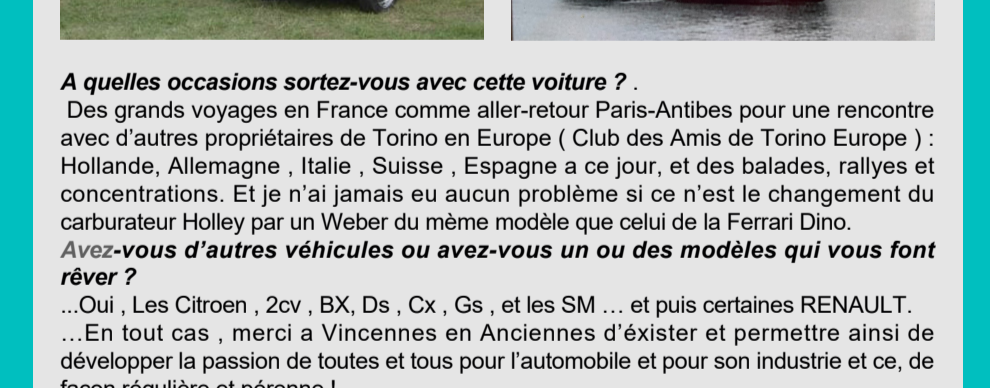 A quelles occasions sortez-vous avec cette voiture ? .
Des grands voyages en France comme aller-retour Paris-Antibes pour une rencontre
avec d’autres propriétaires de Torino en Europe ( Club des Amis de Torino Europe ) :
Hollande, Allemagne , Italie , Suisse , Espagne a ce jour, et des balades, rallyes et
concentrations. Et je n’ai jamais eu aucun problème si ce n’est le changement du
carburateur Holley par un Weber du mème modèle que celui de la Ferrari Dino.
Avez-vous d’autres véhicules ou avez-vous un ou des modèles qui vous font
rêver ?
...Oui , Les Citroen , 2cv , BX, Ds , Cx , Gs , et les SM … et puis certaines RENAULT.
…En tout cas , merci a Vincennes en Anciennes d’éxister et permettre ainsi de
développer la passion de toutes et tous pour l’automobile et pour son industrie et ce, de
façon régulière et pérenne !